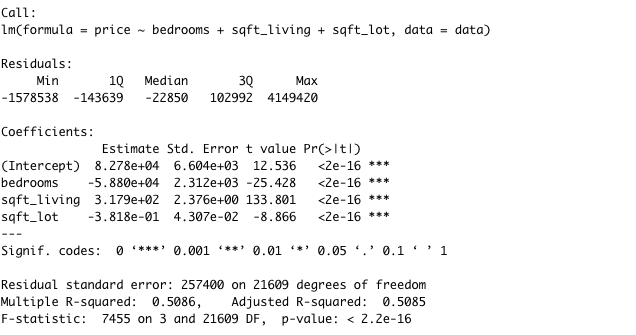 Call:
lm(formula = price ~ bedrooms + sqft_living + sqft_lot, data = data)

Residuals:
     Min       1Q   Median       3Q      Max
-1578538  -143639   -22850   102992  4149420

Coefficients:
              Estimate Std. Error t value Pr(>|t|)
(Intercept)  8.278e+04  6.604e+03  12.536   <2e-16 ***
bedrooms    -5.880e+04  2.312e+03 -25.428   <2e-16 ***
sqft_living  3.179e+02  2.376e+00 133.801   <2e-16 ***
sqft_lot    -3.818e-01  4.307e-02  -8.866   <2e-16 ***
---
Signif. codes:  0 ‘***’ 0.001 ‘**’ 0.01 ‘*’ 0.05 ‘.’ 0.1 ‘ ’ 1

Residual standard error: 257400 on 21609 degrees of freedom
Multiple R-squared:  0.5086,    Adjusted R-squared:  0.5085
F-statistic:  7455 on 3 and 21609 DF,  p-value: < 2.2e-16